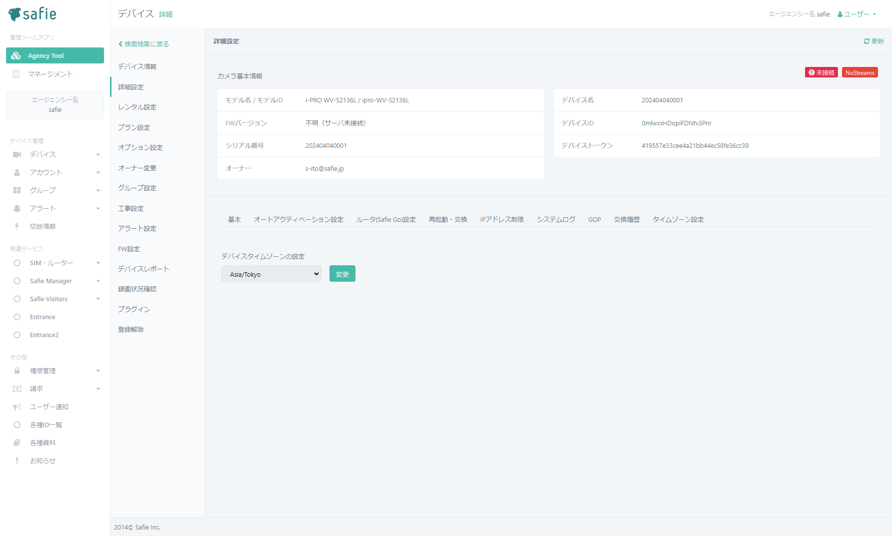 safie
管理ツールアプリ
Agency Tool
マネージメント
エージェンシー名
safie
デバイス管理
デバイス
アカウント
グループ
アラート
切断情報
関連サービス
SIM・ルーター
Safie Manager
Safie Visitors
Entrance
Entrance2
その他
権限管理
請求
ユーザー通知
各種ID一覧
各種資料
お知らせ
デバイス 詳細
エージェンシー名 safie ユーザー
検索結果に戻る
デバイス情報
詳細設定
レンタル設定
プラン設定
オプション設定
オーナー変更
グループ設定
工事設定
アラート設定
FW設定
デバイスレポート
録画状況確認
プラグイン
登録解除
詳細設定
更新
カメラ基本情報
未接続 NoStreams
モデル名 / モデルID i-PRO WV-S2136L / ipro-WV-S2136L
FWバージョン 不明（サーバ未接続）
シリアル番号 202404040001
オーナー s-ito@safie.jp
デバイス名 202404040001
デバイスID
デバイストークン 419557e33cee4a21bb44ec58fe36cc39
基本 オートアクティベーション設定 ルータ(Safie Go)設定 再起動・交換 IPアドレス制限 システムログ GOP 交換履歴 タイムゾーン設定
デバイスタイムゾーンの設定
Asia/Tokyo 変更
2014© Safie Inc.